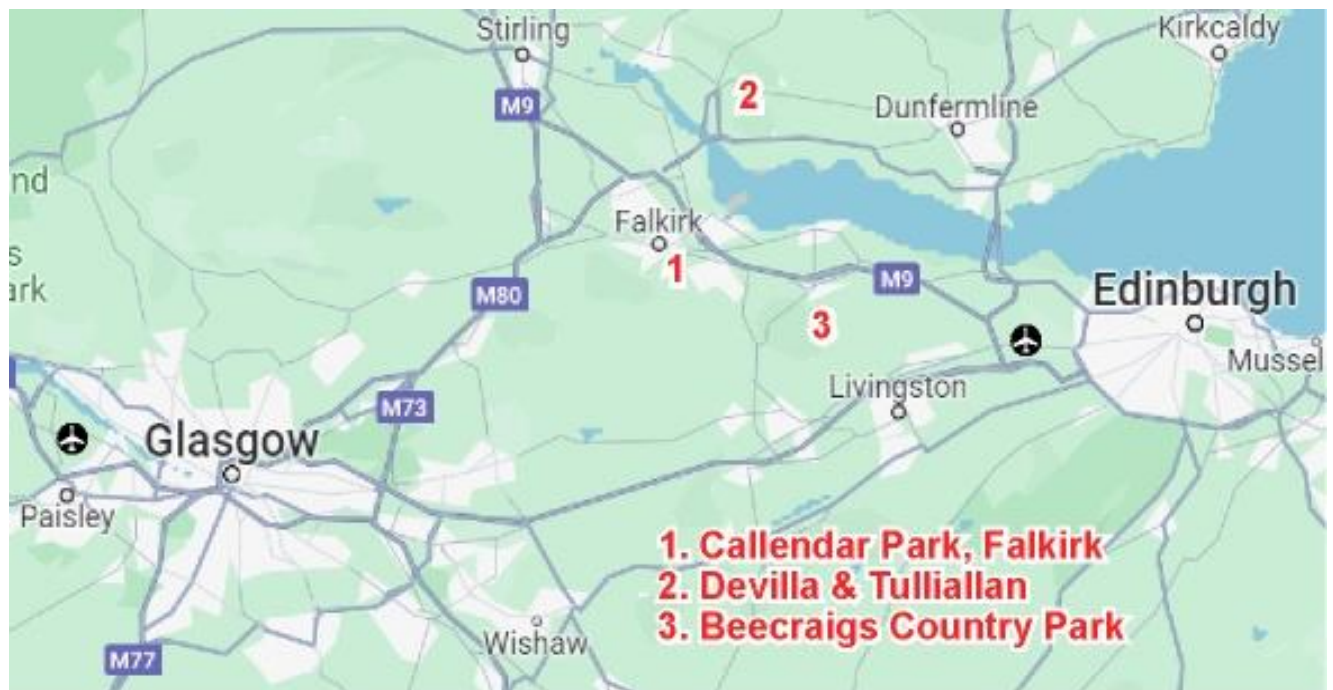 Stirling
Kirkcaldy
M9
2
Dunfermline
nd
Falkirk
1
s
ark
M80
M9
Edinburgh
3
Mussel
Livingston
M73
Glasgow
Paisley
1. Callendar Park, Falkirk
2. Devilla & Tulliallan
3. Beecraigs Country Park
Wishaw
M77